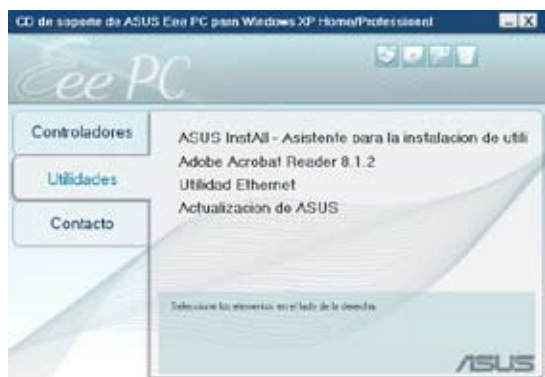 CD de soporte de ASUS Eee PC para Windows XP Home/Professional
Eee PC
Controladores
Utilidades
Contacto
ASUS InstAll - Asistente para la instalacion de utili
Adobe Acrobat Reader 8.1.2
Utilidad Ethernet
Actualizacion de ASUS
Seleccione los elementos en el lado de la derecha
ASUS